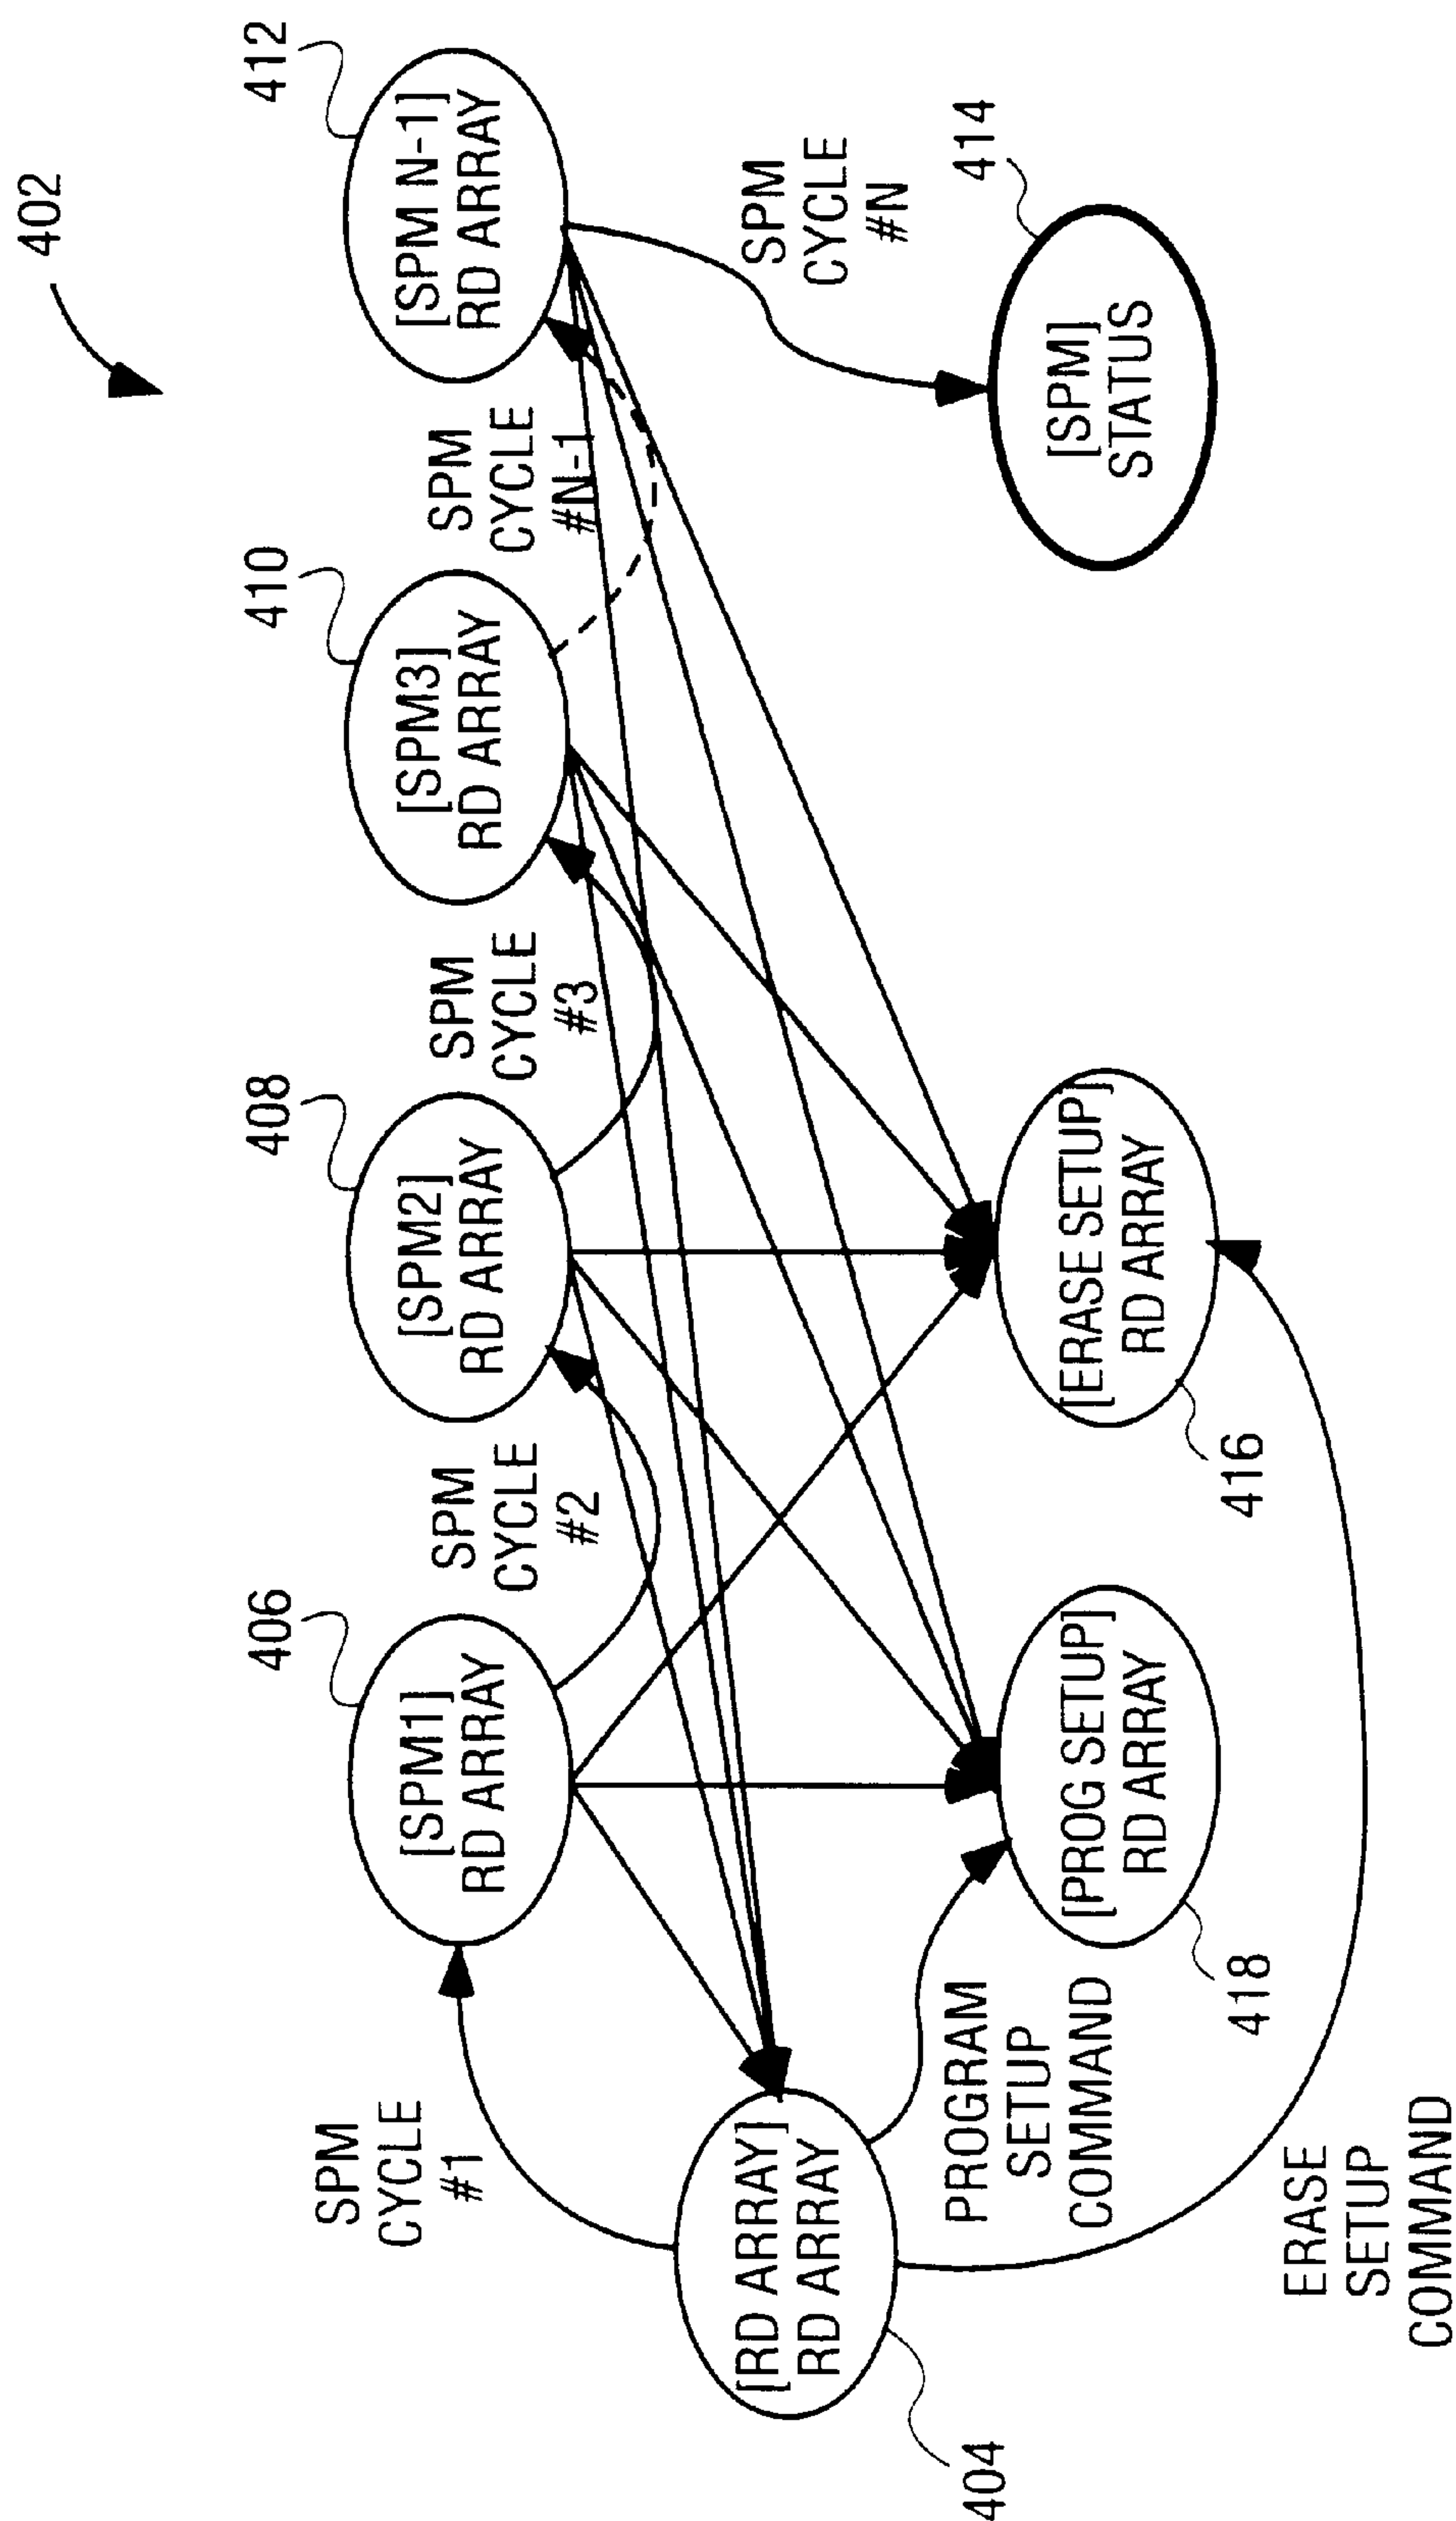 402
406
408
410
412
[SPM1]
RD ARRAY
[SPM2]
RD ARRAY
[SPM3]
RD ARRAY
[SPM N-1]
RD ARRAY
SPM
CYCLE
#1
SPM
CYCLE
#2
SPM
CYCLE
#3
SPM
CYCLE
#N-1
SPM
CYCLE
#N
[RD ARRAY]
RD ARRAY
404
PROGRAM
SETUP
COMMAND
[PROG SETUP]
RD ARRAY
418
[ERASE SETUP]
RD ARRAY
416
414
[SPM]
STATUS
ERASE
SETUP
COMMAND